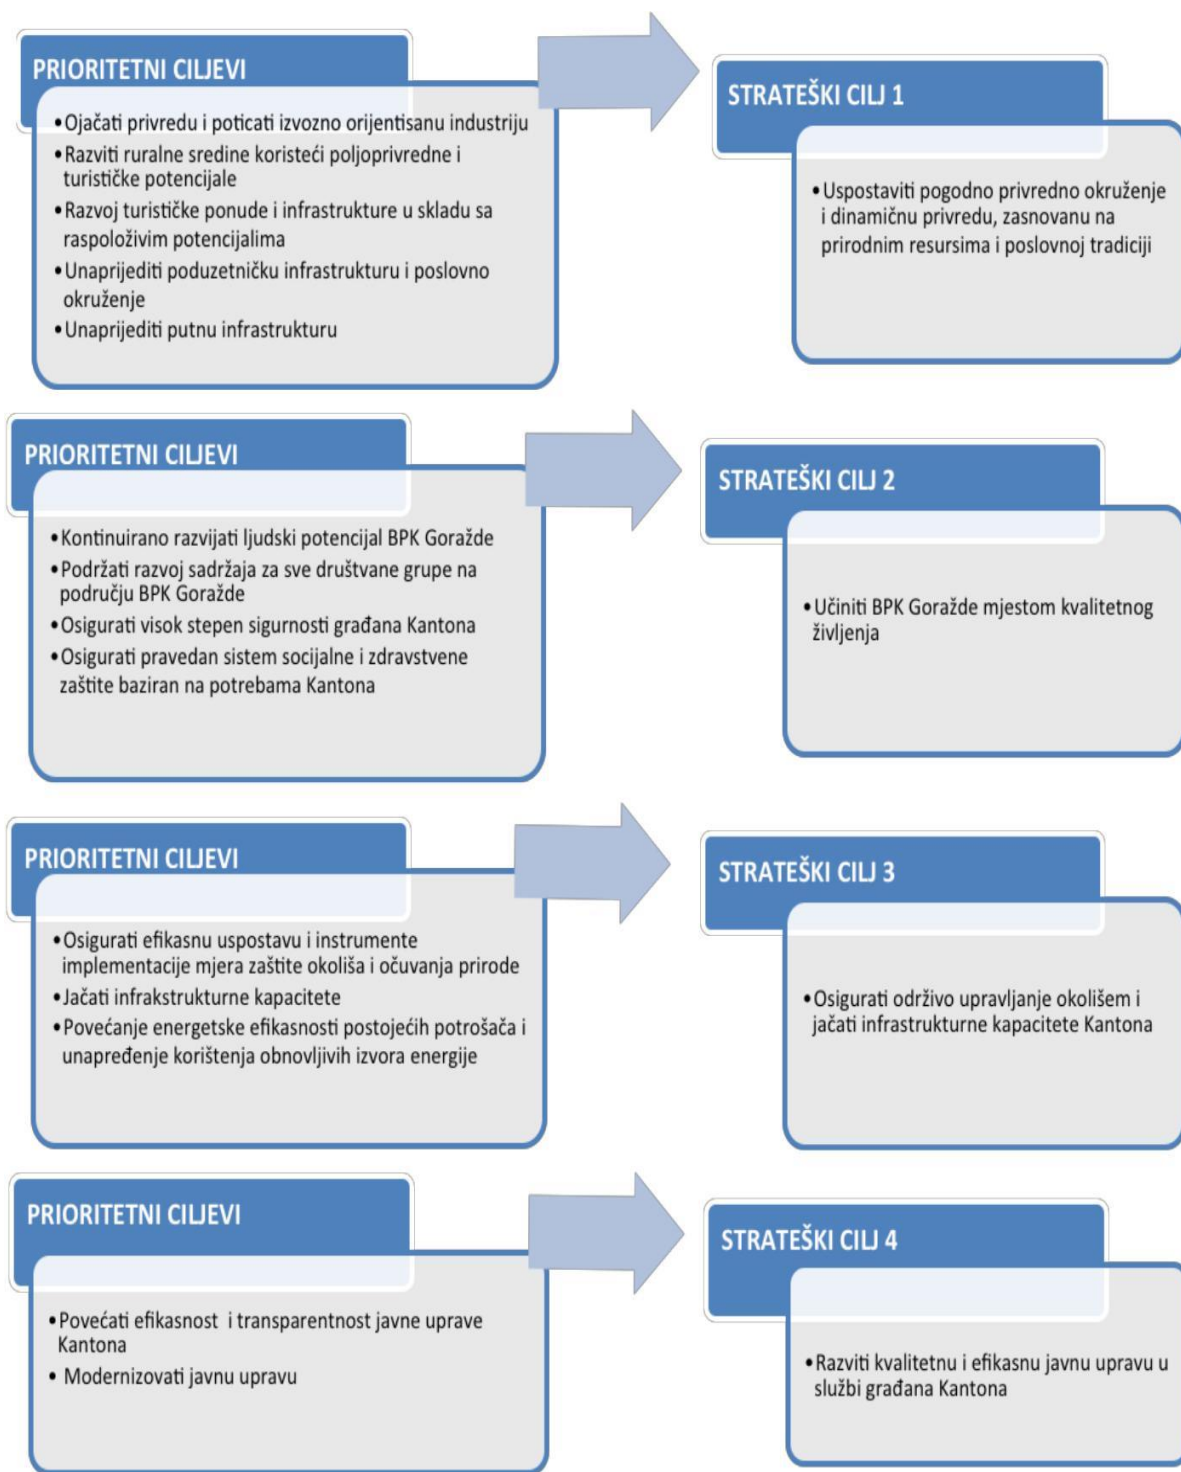 PRIORITETNI CILJEVI
•Ojačati privredu i poticati izvozno orijentisanu industriju
•Razviti ruralne sredine koristeći poljoprivredne i
turističke potencijale
•Razvoj turističke ponude i infrastrukture u skladu sa
raspoloživim potencijalima
•Unaprijediti poduzetničku infrastrukturu i poslovno
okruženje
•Unaprijediti putnu infrastrukturu
STRATEŠKI CILJ 1
•Uspostaviti pogodno privredno okruženje
i dinamičnu privredu, zasnovanu na
prirodnim resursima i poslovnoj tradiciji
PRIORITETNI CILJEVI
•Kontinuirano razvijati ljudski potencijal BPK Goražde
•Podržati razvoj sadržaja za sve društvane grupe na
području BPK Goražde
•Osigurati visok stepen sigurnosti građana Kantona
•Osigurati pravedan sistem socijalne i zdravstvene
zaštite baziran na potrebama Kantona
STRATEŠKI CILJ 2
•Učiniti BPK Goražde mjestom kvalitetnog
življenja
PRIORITETNI CILJEVI
•Osigurati efikasnu uspostavu i instrumente
implementacije mjera zaštite okoliša i očuvanja prirode
•Jačati infrakstrukturne kapacitete
•Povećanje energetske efikasnosti postojećih potrošača i
unapređenje korištenja obnovljivih izvora energije
STRATEŠKI CILJ 3
•Osigurati održivo upravljanje okolišem i
jačati infrastrukturne kapacitete Kantona
PRIORITETNI CILJEVI
•Povećati efikasnost i transparentnost javne uprave
Kantona
• Modernizovati javnu upravu
STRATEŠKI CILJ 4
•Razviti kvalitetnu i efikasnu javnu upravu u
službi građana Kantona